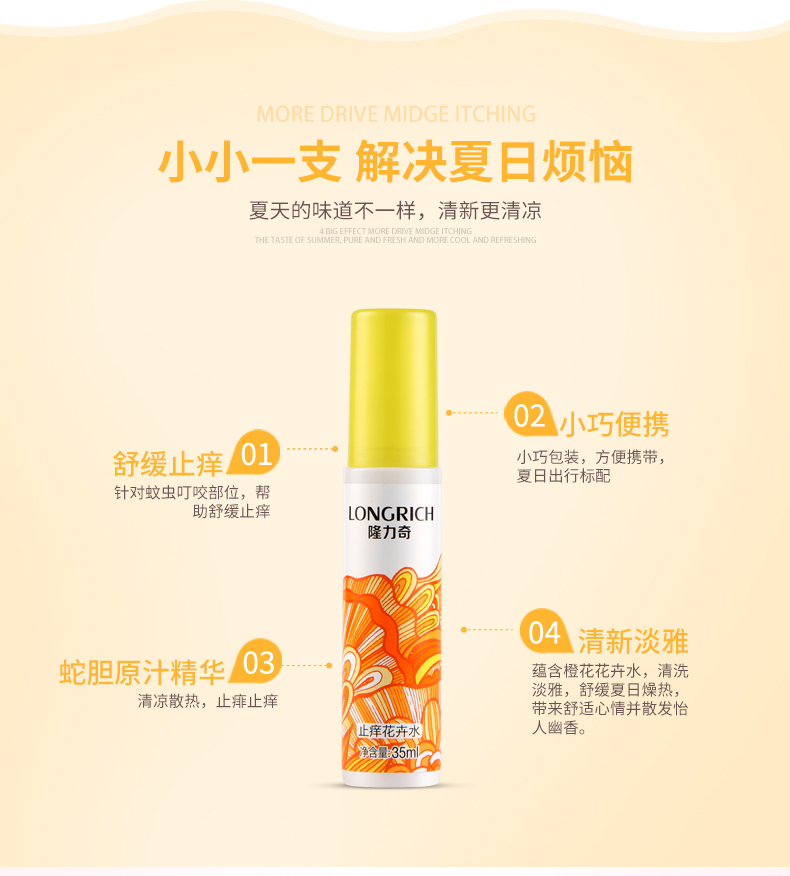 MORE DRIVE MIDGE ITCHING
小小一支 解决夏日烦恼
夏天的味道不一样，清新更清凉
4 BIG EFFECT MORE DRIVE MIDGE ITCHING
THE TASTE OF SUMMER, PURE AND FRESH AND MORE COOL AND REFRESHING
舒缓止痒 01
针对蚊虫叮咬部位，帮
助舒缓止痒
02 小巧便携
小巧包装，方便携带，
夏日出行标配
LONGRICH
隆力奇
蛇胆原汁精华 03
清凉散热，止痱止痒
04 清新淡雅
蕴含橙花花卉水，清洗
淡雅，舒缓夏日燥热，
带来舒适心情并散发怡
人幽香。
止痒花卉水
净含量:35ml